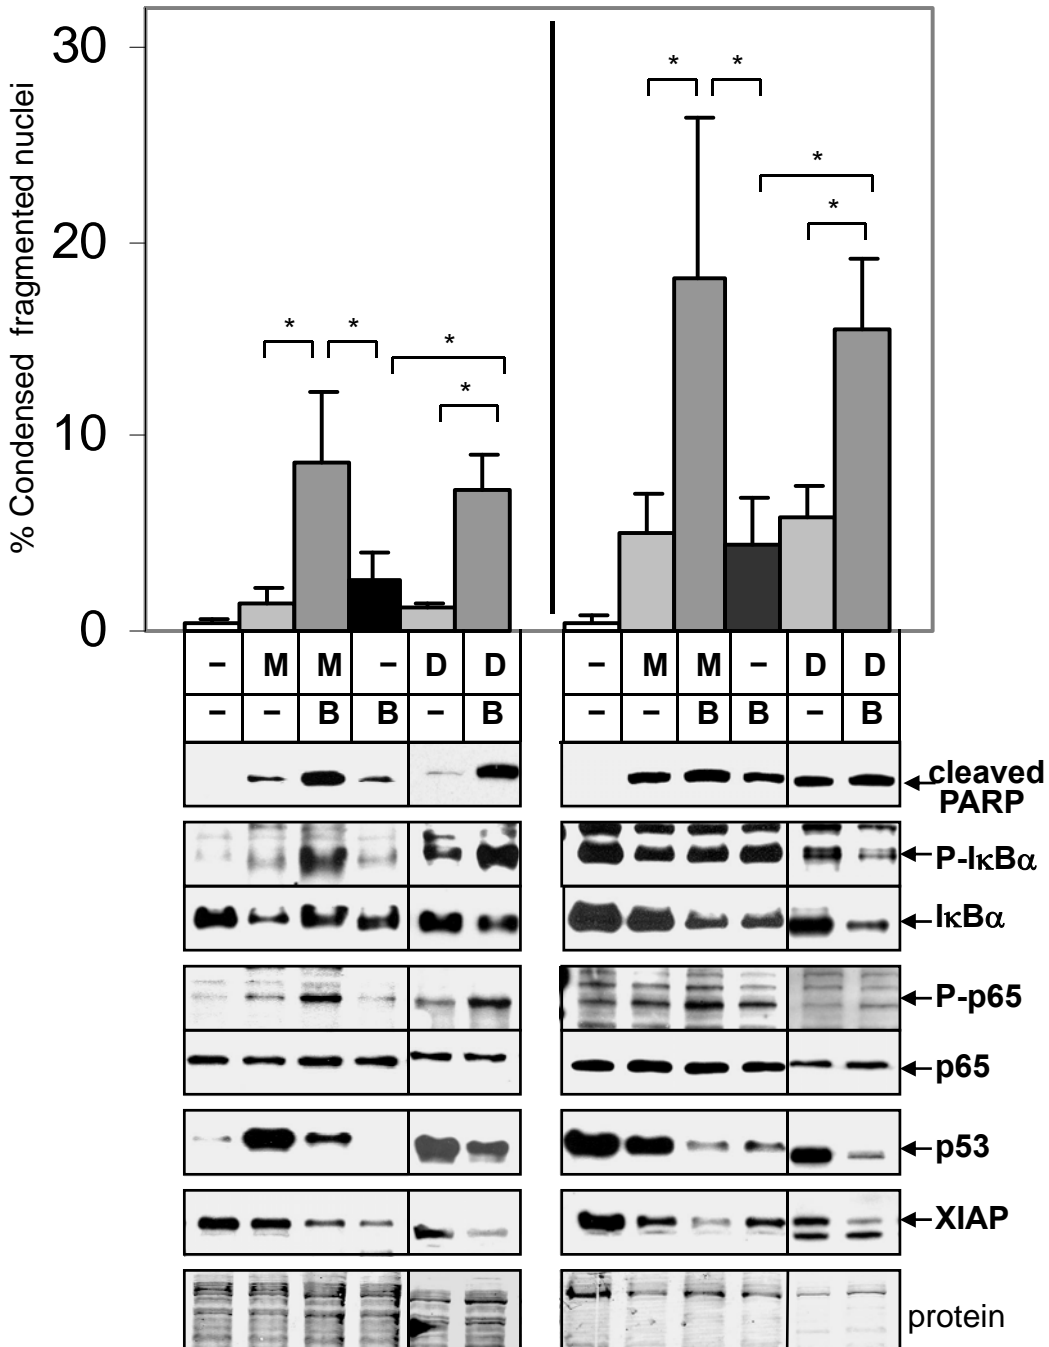 % Condensed fragmented nuclei
30
20
10
0
* * * *
* * * *
– M M – D D
– – B B – B
– M M – D D
– – B B – B
cleaved
PARP
P-IκBα
IκBα
P-p65
p65
p53
XIAP
protein